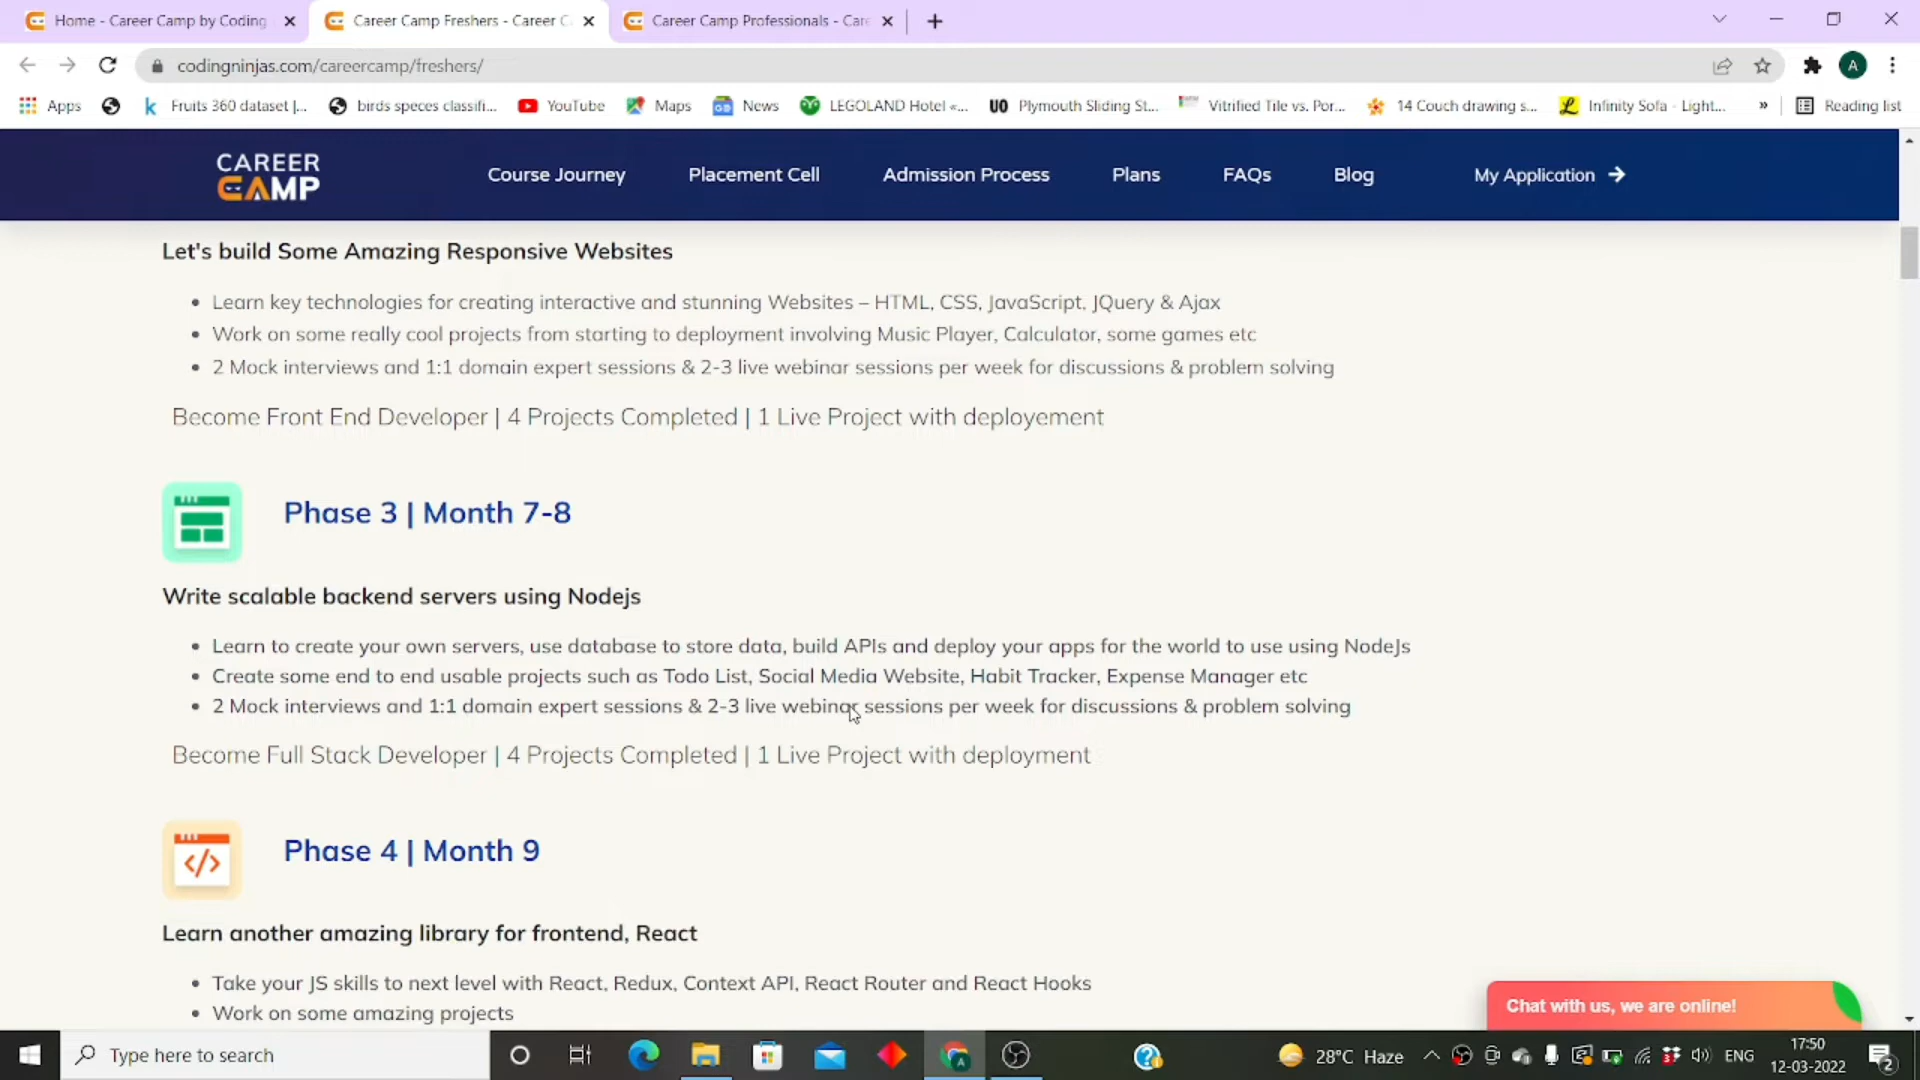 Home - Career Camp by Coding
Career Camp Freshers - Career C
Career Camp Professionals - Care
codingninjas.com/careercamp/freshers/
A
Apps
k Fruits 360 dataset |...
birds speces classifi...
YouTube
Maps
News
LEGOLAND Hotel «...
UO Plymouth Sliding St...
Vitrified Tile vs. Por...
14 Couch drawing s...
Infinity Sofa - Light...
»
Reading list
CAREER
CAMP
Course Journey
Placement Cell
Admission Process
Plans
FAQs
Blog
My Application
Let's build Some Amazing Responsive Websites
• Learn key technologies for creating interactive and stunning Websites – HTML, CSS, JavaScript, JQuery & Ajax
• Work on some really cool projects from starting to deployment involving Music Player, Calculator, some games etc
• 2 Mock interviews and 1:1 domain expert sessions & 2-3 live webinar sessions per week for discussions & problem solving
Become Front End Developer | 4 Projects Completed | 1 Live Project with deployement
Phase 3 | Month 7-8
Write scalable backend servers using Nodejs
• Learn to create your own servers, use database to store data, build APIs and deploy your apps for the world to use using NodeJs
• Create some end to end usable projects such as Todo List, Social Media Website, Habit Tracker, Expense Manager etc
• 2 Mock interviews and 1:1 domain expert sessions & 2-3 live webinar sessions per week for discussions & problem solving
Become Full Stack Developer | 4 Projects Completed | 1 Live Project with deployment
Phase 4 | Month 9
Learn another amazing library for frontend, React
• Take your JS skills to next level with React, Redux, Context API, React Router and React Hooks
• Work on some amazing projects
Chat with us, we are online!
Type here to search
28°C Haze
ENG
17:50
12-03-2022
2